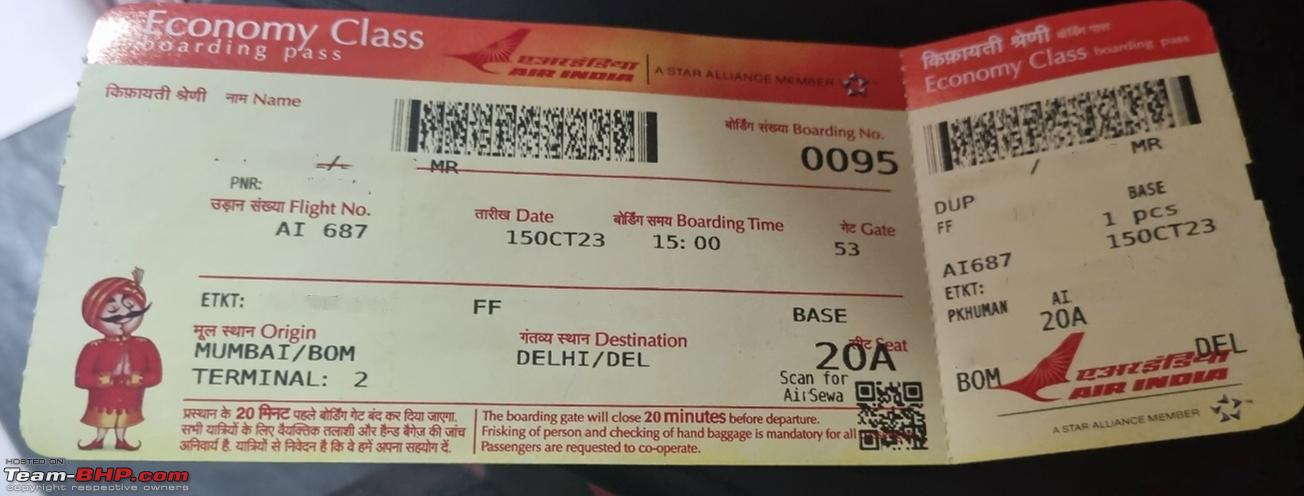 Economy Class
boarding pass
एअर इंडिया
AIR INDIA
A STAR ALLIANCE MEMBER
किफ़ायती श्रेणी नाम Name
बोर्डिंग संख्या Boarding No.
0095
MR
PNR:
उड़ान संख्या Flight No.
AI 687
तारीख Date
15OCT23
बोर्डिंग समय Boarding Time
15:00
गेट Gate
53
ETKT:
FF
BASE
मूल स्थान Origin
MUMBAI/BOM
TERMINAL: 2
गंतव्य स्थान Destination
DELHI/DEL
सीट Seat
20A
Scan for
AirSewa
प्रस्थान के 20 मिनट पहले बोर्डिंग गेट बंद कर दिया जाएगा.
सभी यात्रियों के लिए वैयक्तिक तलाशी और हैन्ड बैगेज़ की जांच
अनिवार्य है. यात्रियों से निवेदन है कि वे हमें अपना सहयोग दें.
The boarding gate will close 20 minutes before departure.
Frisking of person and checking of hand baggage is mandatory for all
Passengers are requested to co-operate.
किफ़ायती श्रेणी बोर्डिंग पास
Economy Class boarding pass
/ MR
DUP
BASE
FF
1 pcs
15OCT23
AI687
ETKT:
PKHUMAN
AI
20A
BOM
DEL
एअर इंडिया
AIR INDIA
A STAR ALLIANCE MEMBER
HOSTED ON
Team-BHP.com
copyright respective owners